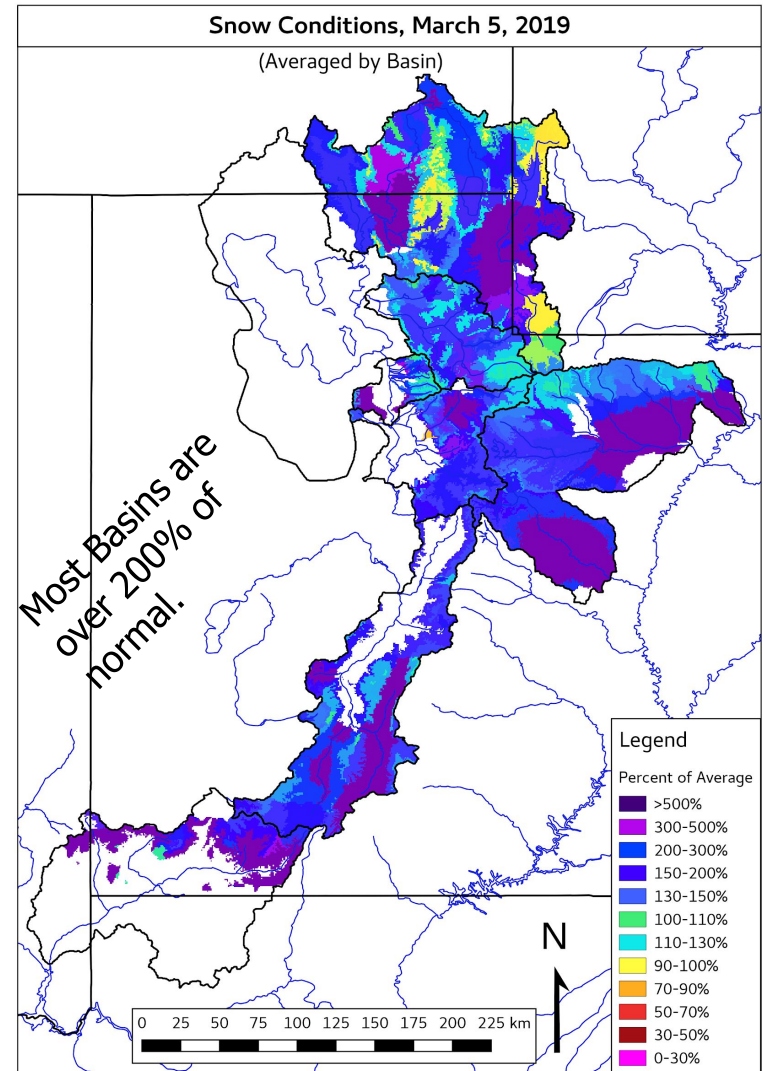 Snow Conditions, March 5, 2019
(Averaged by Basin)
Most Basins are
over 200% of
normal.
Legend
Percent of Average
>500%
300-500%
200-300%
150-200%
130-150%
100-110%
110-130%
90-100%
70-90%
50-70%
30-50%
0-30%
N
0 25 50 75 100 125 150 175 200 225 km